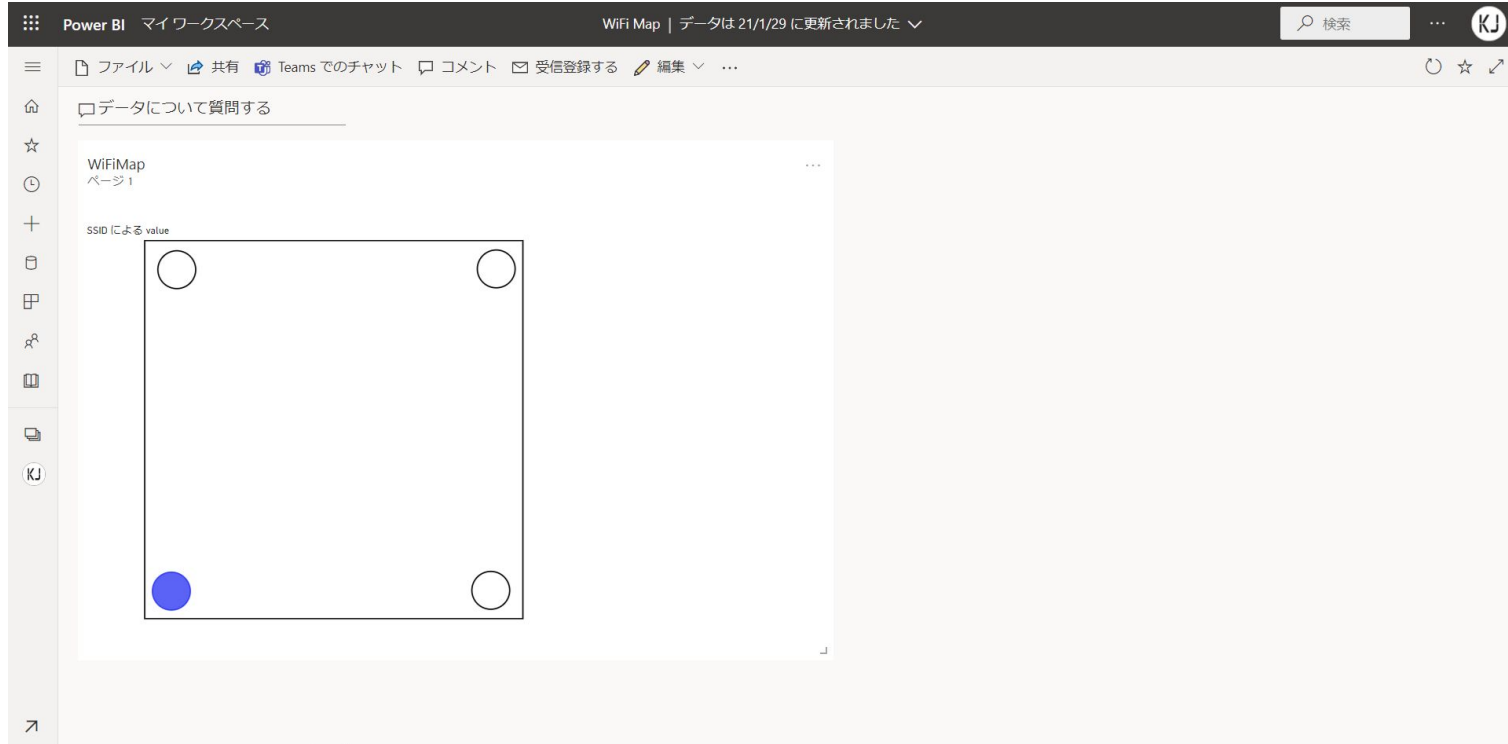 Power BI マイ ワークスペース WiFi Map | データは 21/1/29 に更新されました 検索 ... KJ
ファイル 共有 Teams でのチャット コメント 受信登録する 編集 ...
データについて質問する
WiFiMap ...
ページ 1
SSID による value
KJ